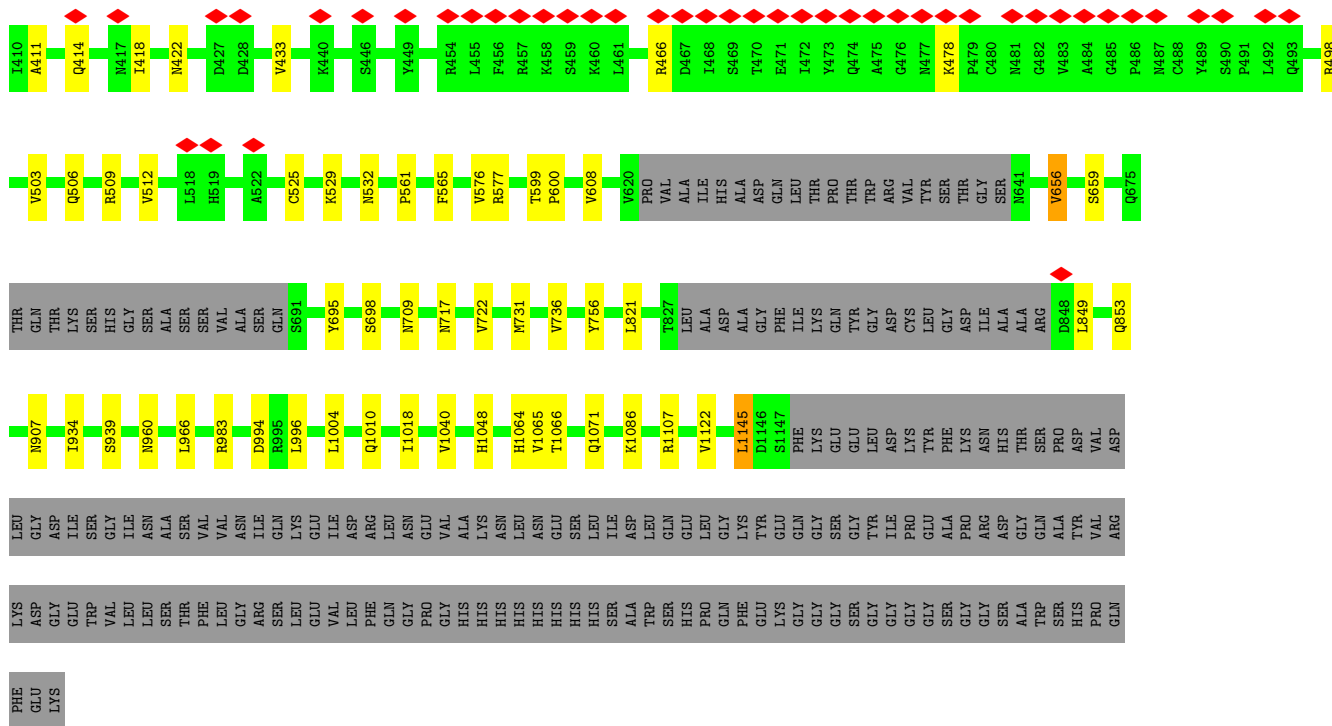 I410 A411 Q414 N417 I418 N422 D427 D428 V433 K440 S446 Y449 R454 L455 F456 R457 K458 S459 K460 L461 R466 D467 I468 S469 T470 E471 I472 Y473 Q474 A475 G476 N477 K478 P479 C480 N481 G482 V483 A484 G485 P486 N487 C488 Y489 S490 P491 L492 Q493 R498
V503 Q506 R509 V512 L518 H519 A522 C525 K529 N532 P561 F565 V576 R577 T599 P600 V608 V620 PRO VAL ALA ILE HIS ALA ASP GLN LEU THR PRO THR TRP ARG VAL TYR SER THR GLY SER N641 V656 S659 Q675
THR GLN THR LYS SER HIS GLY SER ALA SER SER VAL ALA SER GLN S691 Y695 S698 N709 N717 V722 M731 V736 Y756 L821 T827 LEU ALA ASP ALA GLY PHE ILE LYS GLN TYR GLY ASP CYS LEU GLY ASP ILE ALA ALA ARG D848 L849 Q853
N907 I934 S939 N960 L966 R983 D994 R995 L996 L1004 Q1010 I1018 V1040 H1048 H1064 V1065 T1066 Q1071 K1086 R1107 V1122 L1145 D1146 S1147 PHE LYS GLU GLU LEU ASP LYS TYR PHE LYS ASN HIS THR SER PRO ASP VAL ASP
LEU GLY ASP ILE SER GLY ILE ASN ALA SER VAL VAL ASN ILE GLN LYS GLU ILE ASP ARG LEU ASN GLU VAL ALA LYS ASN LEU ASN GLU SER LEU ILE ASP LEU GLN GLU LEU GLY LYS TYR GLU GLN GLY SER GLY TYR ILE PRO GLU ALA PRO ARG ASP GLY GLN ALA TYR VAL ARG
LYS ASP GLY GLU TRP VAL LEU LEU SER THR PHE LEU GLY ARG SER LEU GLU VAL LEU PHE GLN GLY PRO GLY HIS HIS HIS HIS HIS HIS HIS HIS SER ALA TRP SER HIS PRO GLN PHE GLU LYS GLY GLY GLY SER GLY GLY GLY GLY SER GLY GLY SER ALA TRP SER HIS PRO GLN
PHE GLU LYS